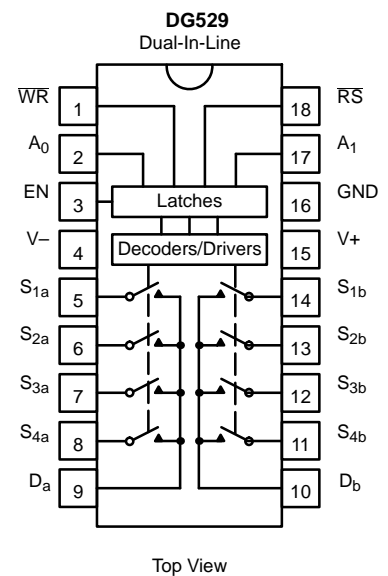 DG529
Dual-In-Line
WR 1 18 RS
A0 2 17 A1
EN 3 Latches 16 GND
V– 4 Decoders/Drivers 15 V+
S1a 5 14 S1b
S2a 6 13 S2b
S3a 7 12 S3b
S4a 8 11 S4b
Da 9 10 Db
Top View